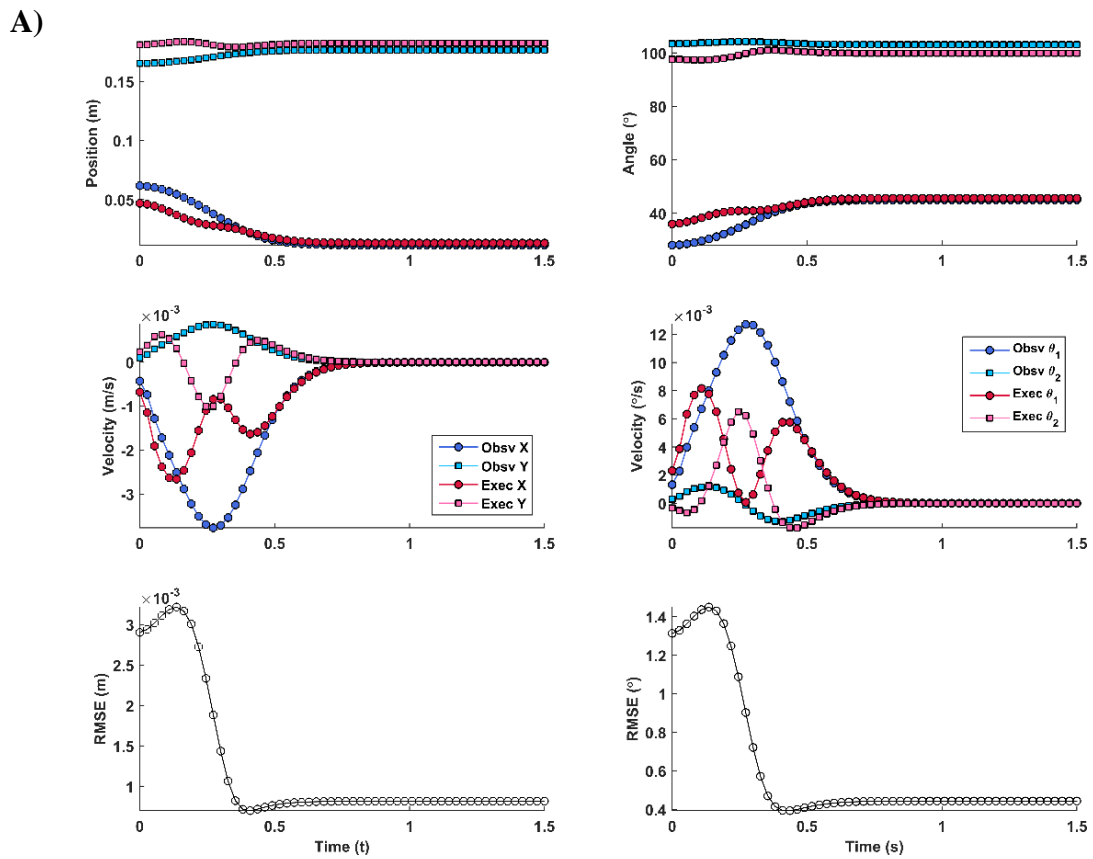 A)
Position (m)
0.15
0.1
0.05
0 0.5 1 1.5
Angle (°)
100
80
60
40
0 0.5 1 1.5
× 10⁻³
Velocity (m/s)
0
-1
-2
-3
0 0.5 1 1.5
Obsv X
Obsv Y
Exec X
Exec Y
× 10⁻³
Velocity (°/s)
12
10
8
6
4
2
0
0 0.5 1 1.5
Obsv θ₁
Obsv θ₂
Exec θ₁
Exec θ₂
× 10⁻³
RMSE (m)
3
2.5
2
1.5
1
0 0.5 1 1.5
Time (t)
RMSE (°)
1.4
1.2
1
0.8
0.6
0.4
0 0.5 1 1.5
Time (s)